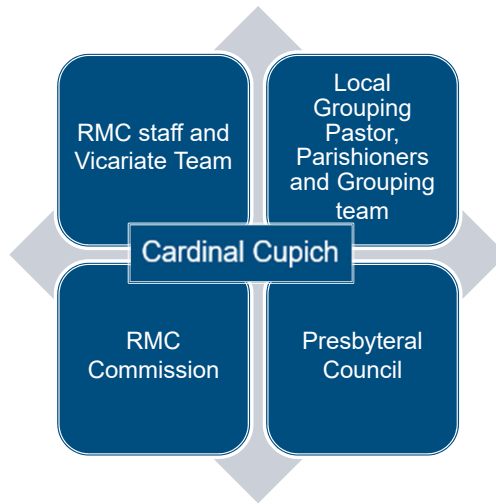 RMC staff and
Vicariate Team
Local
Grouping
Pastor,
Parishioners
and Grouping
team
Cardinal Cupich
RMC
Commission
Presbyteral
Council